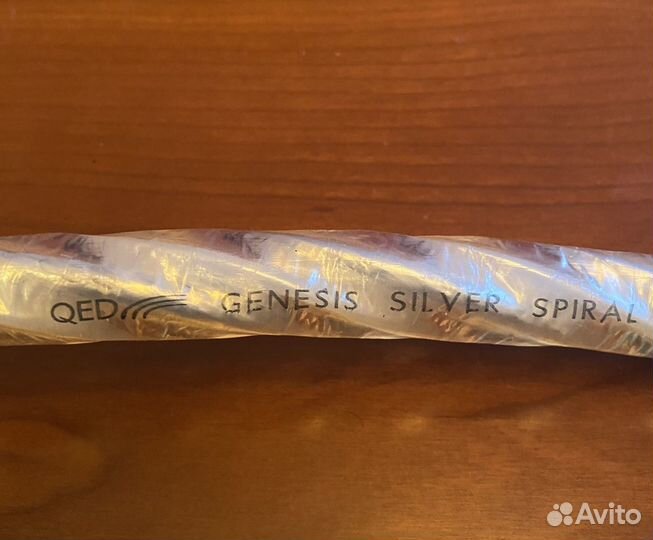 QED GENESIS SILVER SPIRAL
Avito